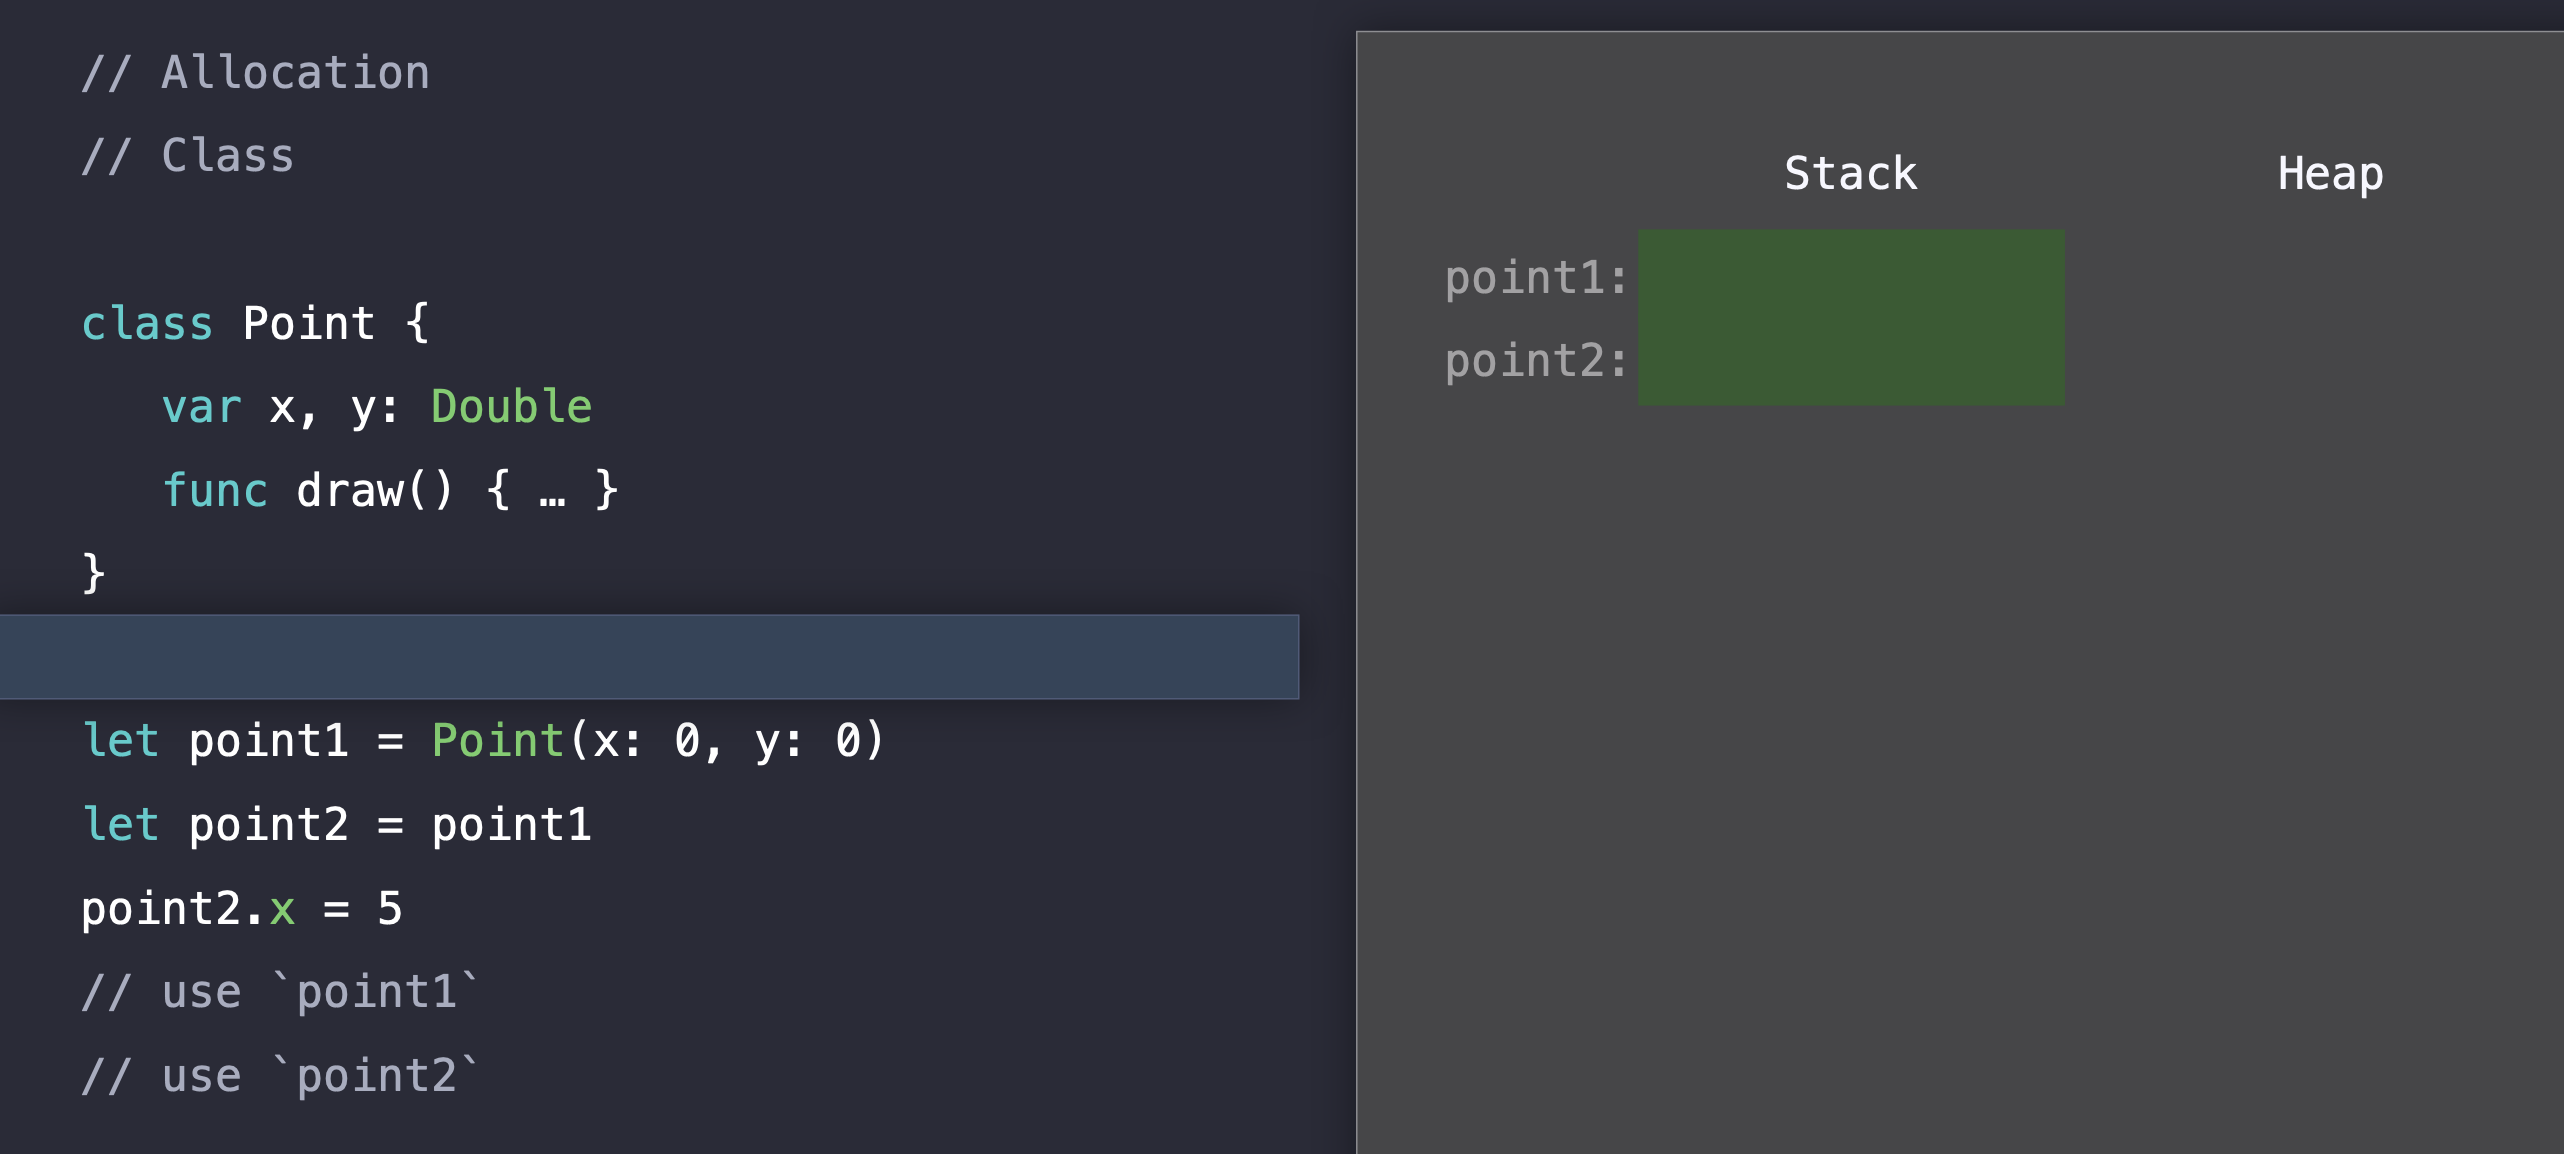 // Allocation
// Class
class Point {
   var x, y: Double
   func draw() { … }
}
let point1 = Point(x: 0, y: 0)
let point2 = point1
point2.x = 5
// use `point1`
// use `point2`
Stack Heap
point1:
point2: